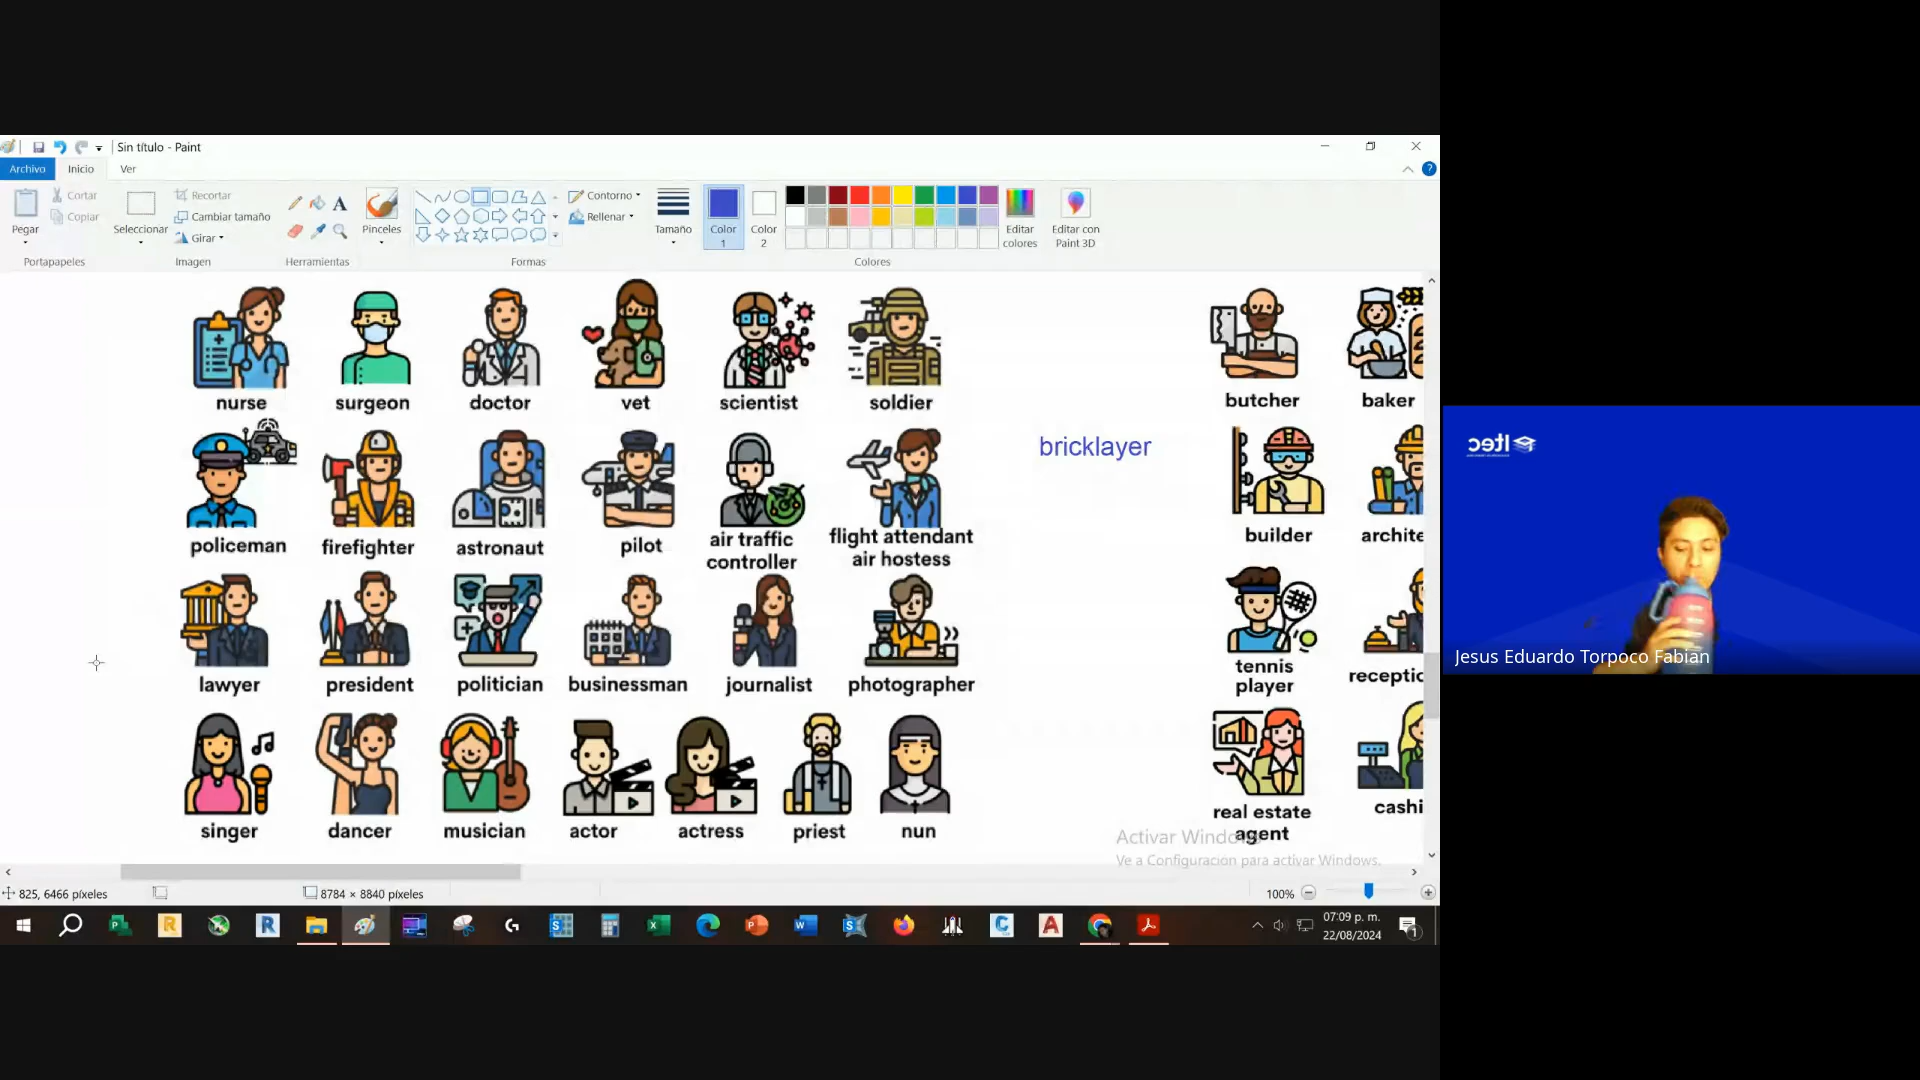 Sin título - Paint
Archivo
Inicio
Ver
Pegar
Cortar
Copiar
Portapapeles
Seleccionar
Recortar
Cambiar tamaño
Girar
Imagen
A
Herramientas
Pinceles
Contorno
Rellenar
Formas
Tamaño
Color
1
Color
2
Editar
colores
Editar con
Paint 3D
Colores
nurse
surgeon
doctor
vet
scientist
soldier
butcher
baker
bricklayer
policeman
firefighter
astronaut
pilot
air traffic
controller
flight attendant
air hostess
builder
archite
lawyer
president
politician
businessman
journalist
photographer
tennis
player
receptio
singer
dancer
musician
actor
actress
priest
nun
real estate
agent
cashi
Activar Windows
Ve a Configuración para activar Windows.
825, 6466 píxeles
8784 × 8840 píxeles
100%
07:09 p. m.
22/08/2024
1
Itec
Jesus Eduardo Torpoco Fabian